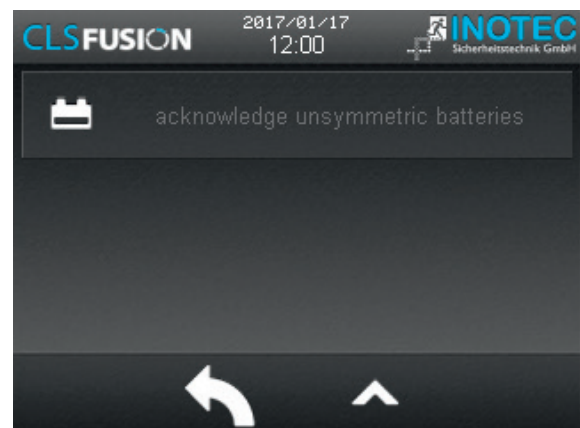 CLSFUSION
2017/01/17
12:00
INOTEC
Sicherheitstechnik GmbH
acknowledge unsymmetric batteries